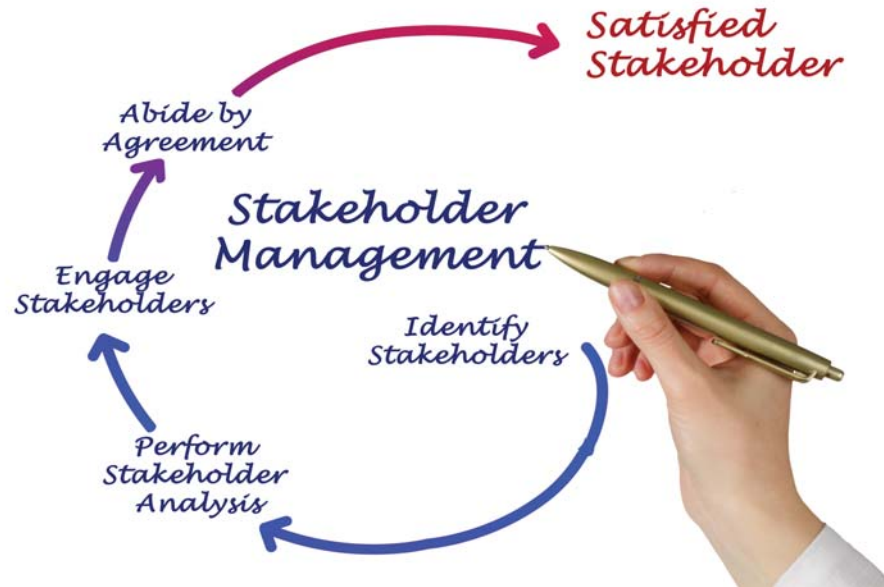 Satisfied
Stakeholder
Abide by
Agreement
Stakeholder
Management
Engage
Stakeholders
Identify
Stakeholders
Perform
Stakeholder
Analysis